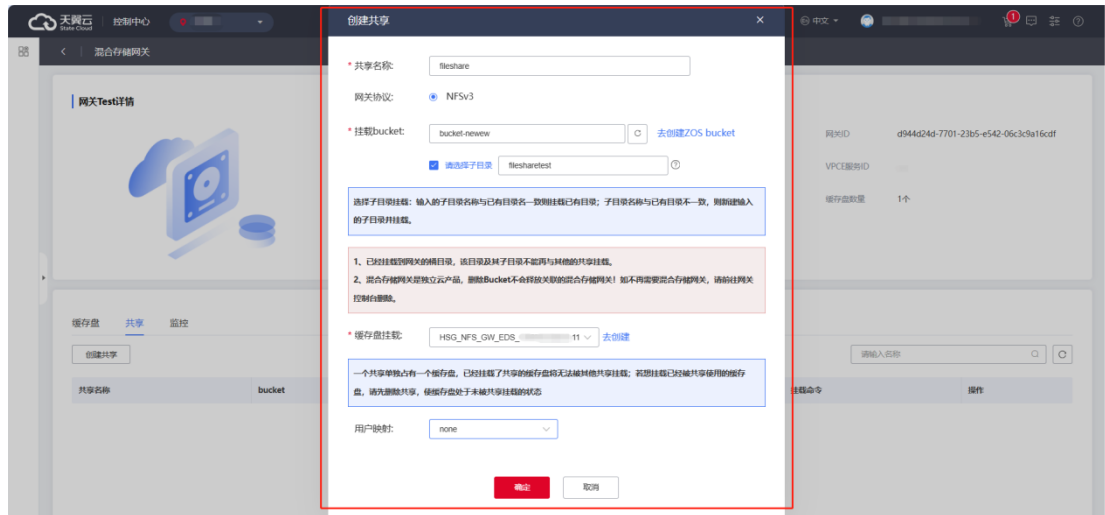 天翼云
State Cloud
控制中心
创建共享
中文
1
混合存储网关
网关Test详情
* 共享名称:
fileshare
网关协议:
NFSv3
* 挂载bucket:
bucket-newew
去创建ZOS bucket
请选择子目录
filesharetest
选择子目录挂载：输入的子目录名称与已有目录名一致则挂载已有目录；子目录名称与已有目录不一致，则新建输入
的子目录并挂载。
1、已经挂载到网关的桶目录，该目录及其子目录不能再与其他的共享挂载。
2、混合存储网关是独立云产品，删除Bucket不会释放关联的混合存储网关！如不再需要混合存储网关，请前往网关
控制台删除。
* 缓存盘挂载:
HSG_NFS_GW_EDS_
11
去创建
一个共享单独占有一个缓存盘，已经挂载了共享的缓存盘将无法被其他共享挂载；若想挂载已经被共享使用的缓存
盘，请先删除共享，使缓存盘处于未被共享挂载的状态
用户映射:
none
确定
取消
网关ID
d944d24d-7701-23b5-e542-06c3c9a16cdf
VPCE服务ID
缓存盘数量
1个
缓存盘
共享
监控
创建共享
请输入名称
共享名称
bucket
挂载命令
操作